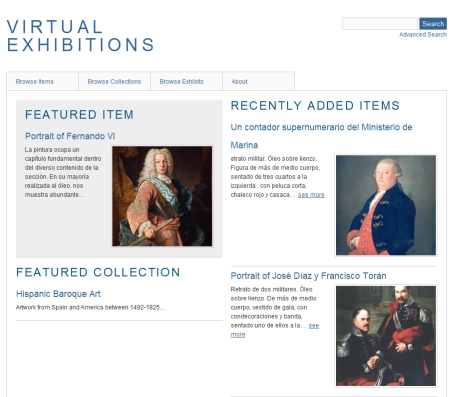 VIRTUAL
EXHIBITIONS
Search
Advanced Search
Browse Items
Browse Collections
Browse Exhibits
About
FEATURED ITEM
Portrait of Fernando VI
La pintura ocupa un
capítulo fundamental dentro
del diverso contenido de la
sección. En su mayoría
realizada al óleo, nos
muestra abundante...
FEATURED COLLECTION
Hispanic Baroque Art
Artwork from Spain and America between 1492-1825...
RECENTLY ADDED ITEMS
Un contador supernumerario del Ministerio de
Marina
etrato militar. Óleo sobre lienzo.
Figura de más de medio cuerpo,
sentado de tres cuartos a la
izquierda , con peluca corta,
chaleco rojo y casaca... see more
Portrait of José Díaz y Francisco Torán
Retrato de dos militares. Óleo
sobre lienzo. De más de medio
cuerpo, vestido de gala, con
condecoraciones y banda,
sentado uno de ellos a la... see
more